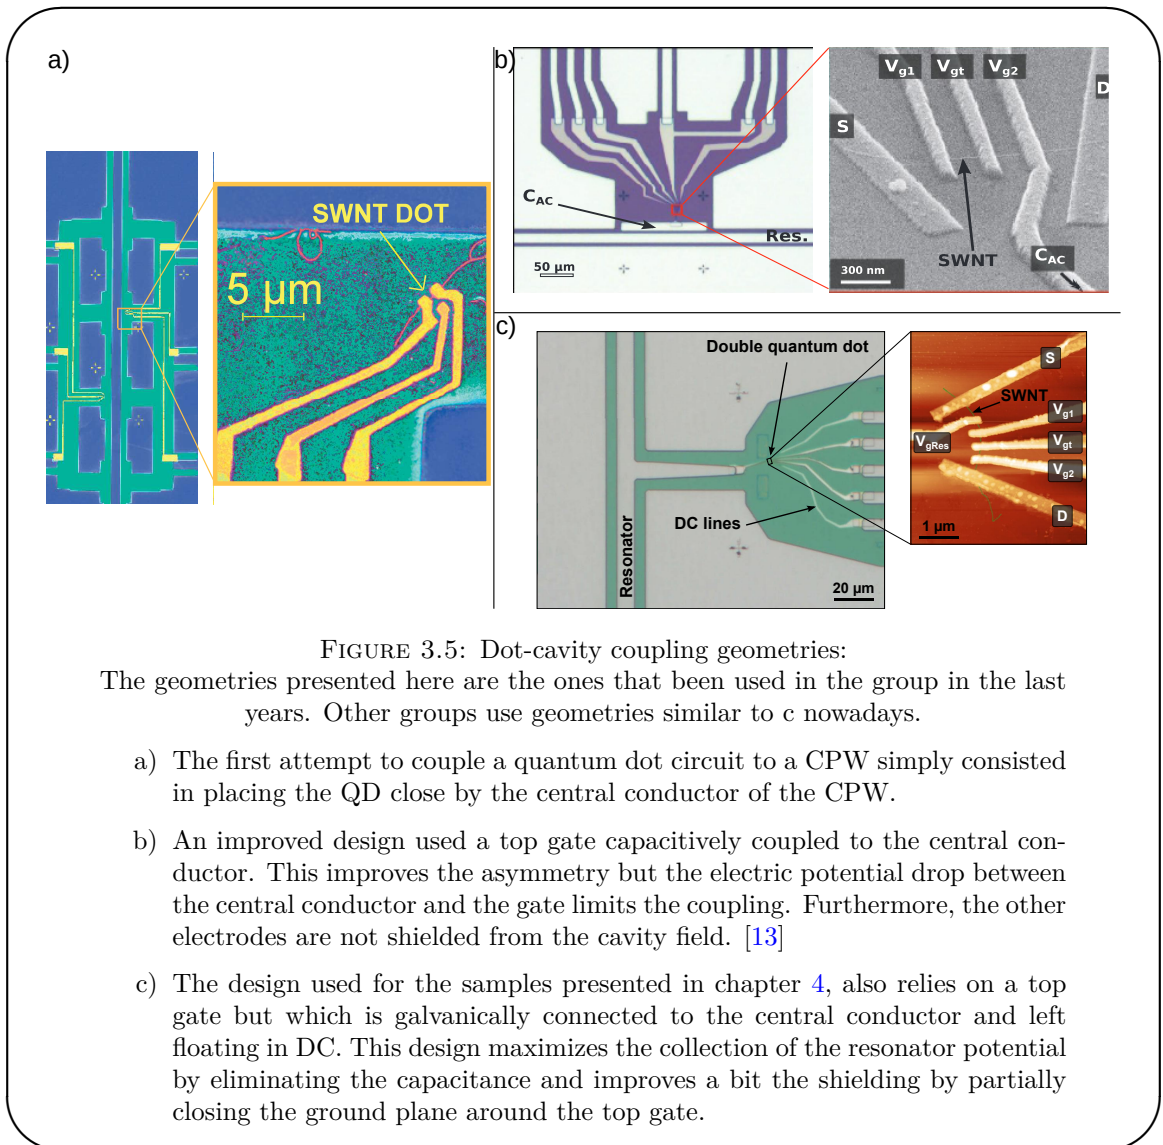 a)
SWNT DOT
5 µm
b)
C_AC
Res.
50 µm
V_g1 V_gt V_g2
D
S
SWNT
C_AC
300 nm
c)
Double quantum dot
DC lines
Resonator
20 µm
S
SWNT
V_g1
V_gRes
V_gt
V_g2
D
1 µm
FIGURE 3.5: Dot-cavity coupling geometries:
The geometries presented here are the ones that been used in the group in the last
years. Other groups use geometries similar to c nowadays.
a) The first attempt to couple a quantum dot circuit to a CPW simply consisted
in placing the QD close by the central conductor of the CPW.
b) An improved design used a top gate capacitively coupled to the central con-
ductor. This improves the asymmetry but the electric potential drop between
the central conductor and the gate limits the coupling. Furthermore, the other
electrodes are not shielded from the cavity field. [13]
c) The design used for the samples presented in chapter 4, also relies on a top
gate but which is galvanically connected to the central conductor and left
floating in DC. This design maximizes the collection of the resonator potential
by eliminating the capacitance and improves a bit the shielding by partially
closing the ground plane around the top gate.